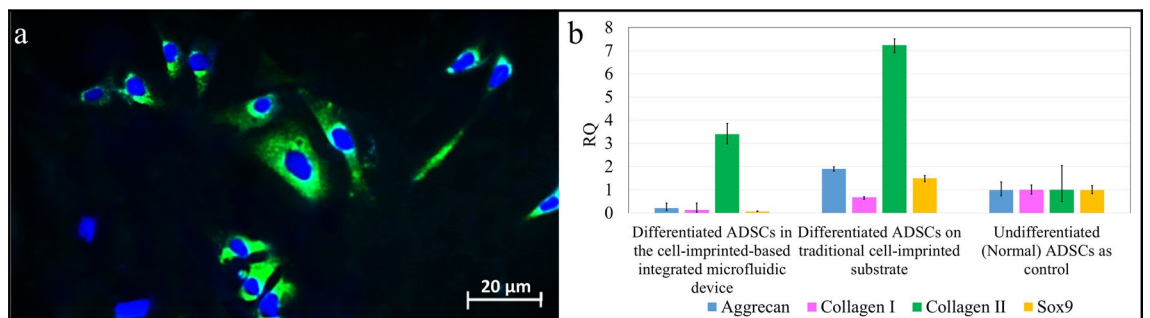 a
20 µm
b
8
7
6
5
4
3
2
1
0
RQ
Differentiated ADSCs in
the cell-imprinted-based
integrated microfluidic
device
Differentiated ADSCs on
traditional cell-imprinted
substrate
Undifferentiated
(Normal) ADSCs as
control
Aggrecan Collagen I Collagen II Sox9